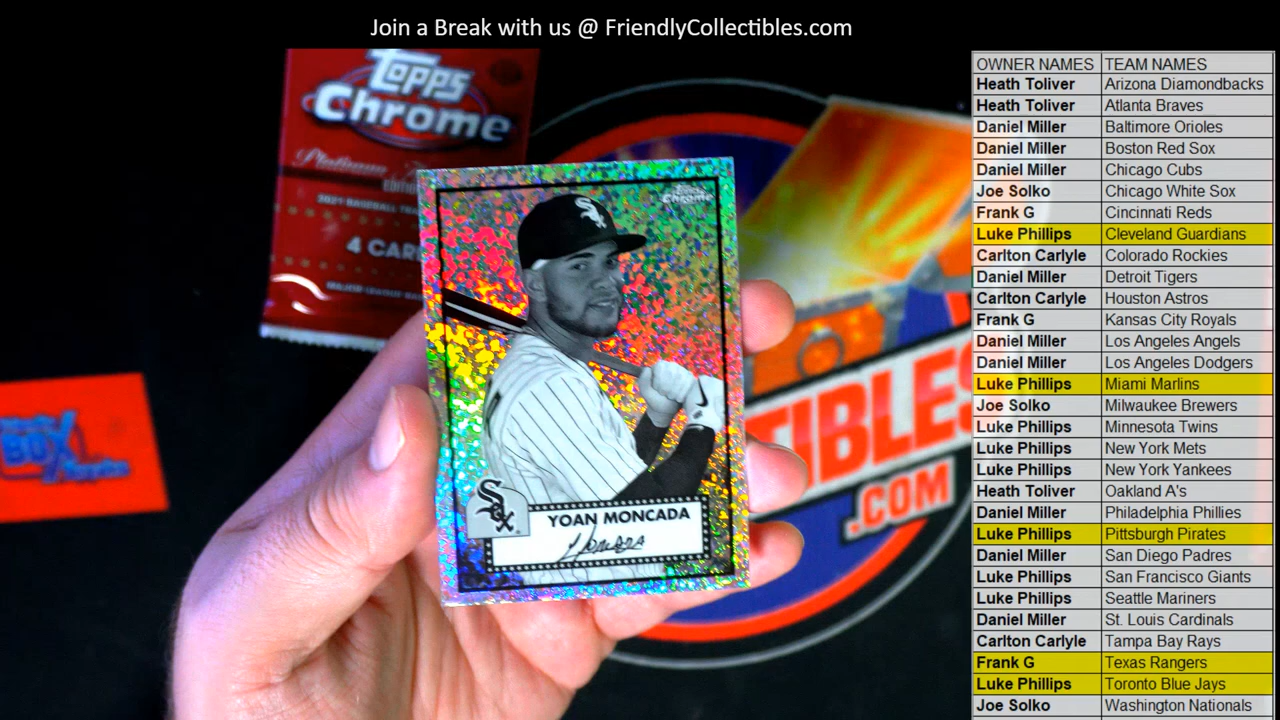 Join a Break with us @ FriendlyCollectibles.com
Topps
Chrome
Platinum
4 CAR
Topps
Chrome
Sox
YOAN MONCADA
BOX
TIBLES
.COM
OWNER NAMES TEAM NAMES
Heath Toliver Arizona Diamondbacks
Heath Toliver Atlanta Braves
Daniel Miller Baltimore Orioles
Daniel Miller Boston Red Sox
Daniel Miller Chicago Cubs
Joe Solko Chicago White Sox
Frank G Cincinnati Reds
Luke Phillips Cleveland Guardians
Carlton Carlyle Colorado Rockies
Daniel Miller Detroit Tigers
Carlton Carlyle Houston Astros
Frank G Kansas City Royals
Daniel Miller Los Angeles Angels
Daniel Miller Los Angeles Dodgers
Luke Phillips Miami Marlins
Joe Solko Milwaukee Brewers
Luke Phillips Minnesota Twins
Luke Phillips New York Mets
Luke Phillips New York Yankees
Heath Toliver Oakland A's
Daniel Miller Philadelphia Phillies
Luke Phillips Pittsburgh Pirates
Daniel Miller San Diego Padres
Luke Phillips San Francisco Giants
Luke Phillips Seattle Mariners
Daniel Miller St. Louis Cardinals
Carlton Carlyle Tampa Bay Rays
Frank G Texas Rangers
Luke Phillips Toronto Blue Jays
Joe Solko Washington Nationals